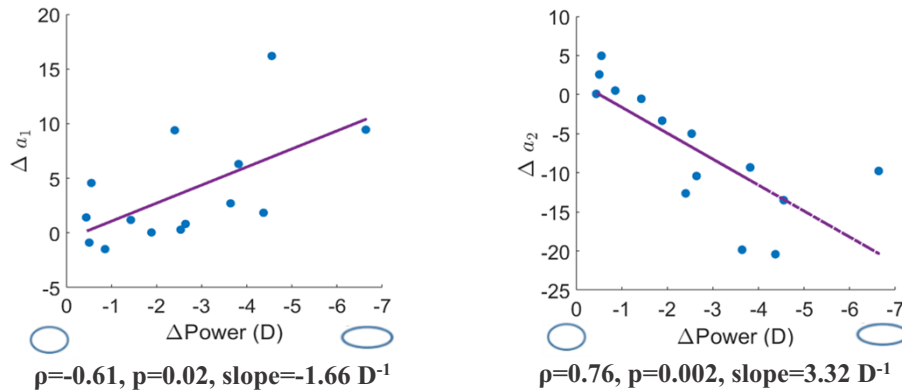 20
15
10
5
0
-5
Δ a₁
0 -1 -2 -3 -4 -5 -6 -7
ΔPower (D)
ρ=-0.61, p=0.02, slope=-1.66 D⁻¹
10
5
0
-5
-10
-15
-20
-25
Δ a₂
0 -1 -2 -3 -4 -5 -6 -7
ΔPower (D)
ρ=0.76, p=0.002, slope=3.32 D⁻¹